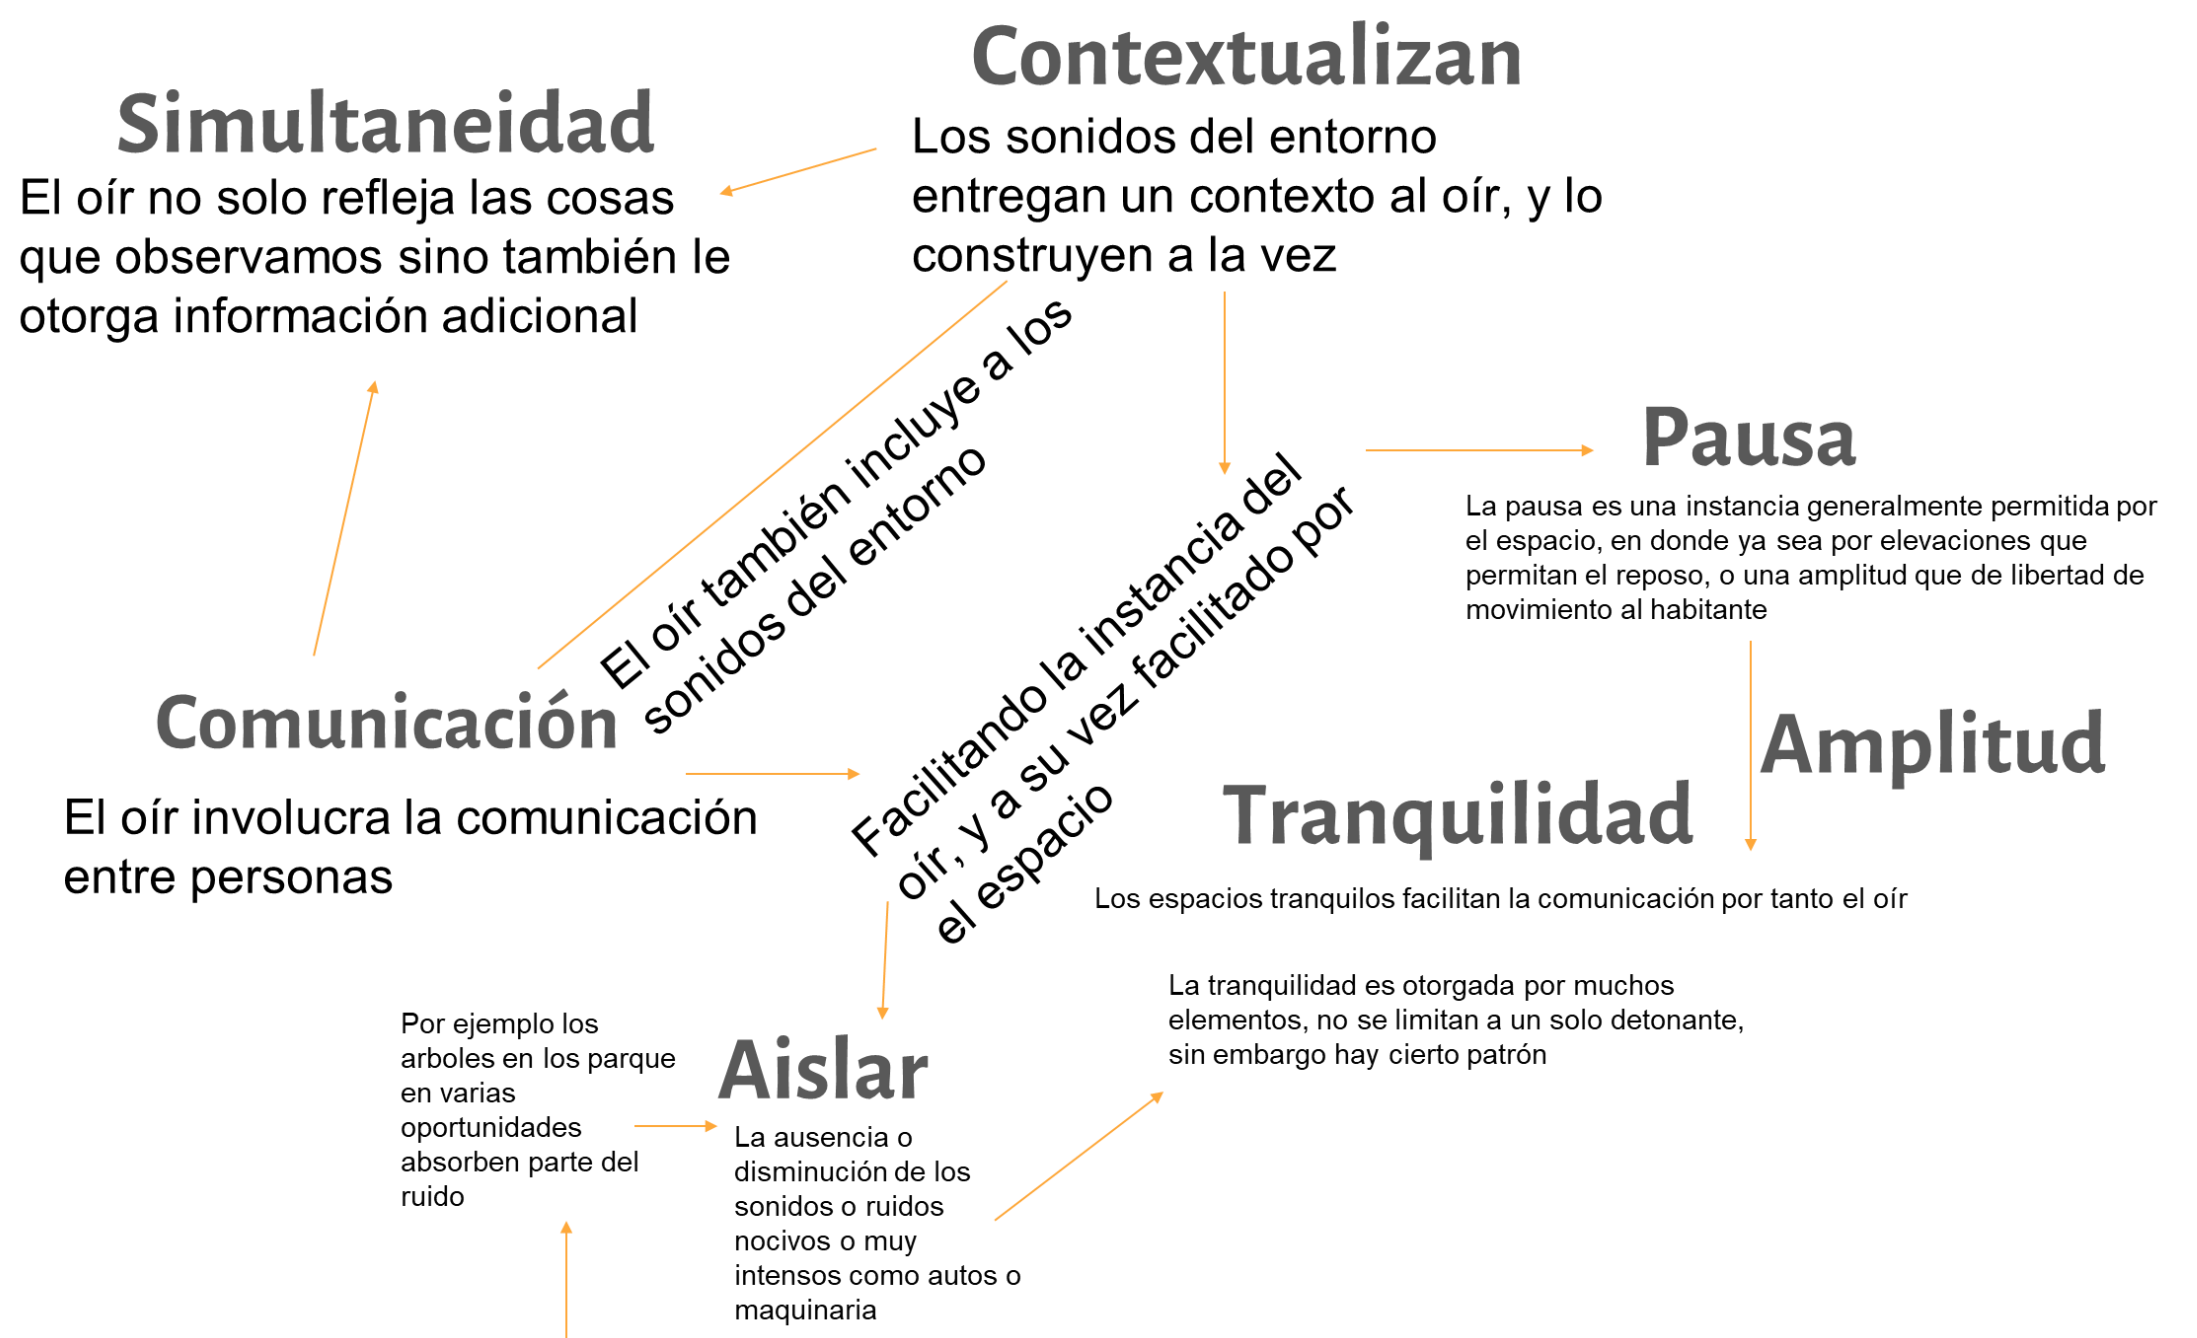 Contextualizan
Los sonidos del entorno
entregan un contexto al oír, y lo
construyen a la vez
Simultaneidad
El oír no solo refleja las cosas
que observamos sino también le
otorga información adicional
El oír también incluye a los
sonidos del entorno
Facilitando la instancia del
oír, y a su vez facilitado por
el espacio
Pausa
La pausa es una instancia generalmente permitida por
el espacio, en donde ya sea por elevaciones que
permitan el reposo, o una amplitud que de libertad de
movimiento al habitante
Comunicación
El oír involucra la comunicación
entre personas
Amplitud
Tranquilidad
Los espacios tranquilos facilitan la comunicación por tanto el oír
La tranquilidad es otorgada por muchos
elementos, no se limitan a un solo detonante,
sin embargo hay cierto patrón
Por ejemplo los
arboles en los parque
en varias
oportunidades
absorben parte del
ruido
Aislar
La ausencia o
disminución de los
sonidos o ruidos
nocivos o muy
intensos como autos o
maquinaria